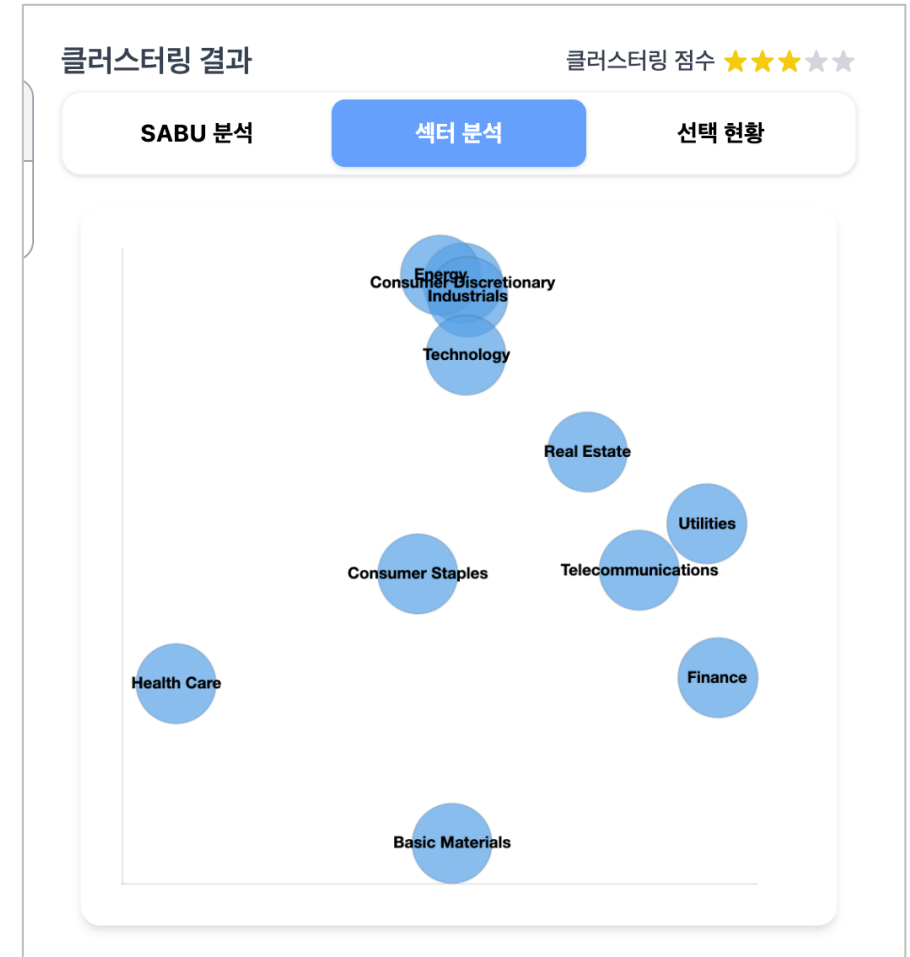 클러스터링 결과
클러스터링 점수
SABU 분석
섹터 분석
선택 현황
Energy
Consumer Discretionary
Industrials
Technology
Real Estate
Utilities
Consumer Staples
Telecommunications
Health Care
Finance
Basic Materials